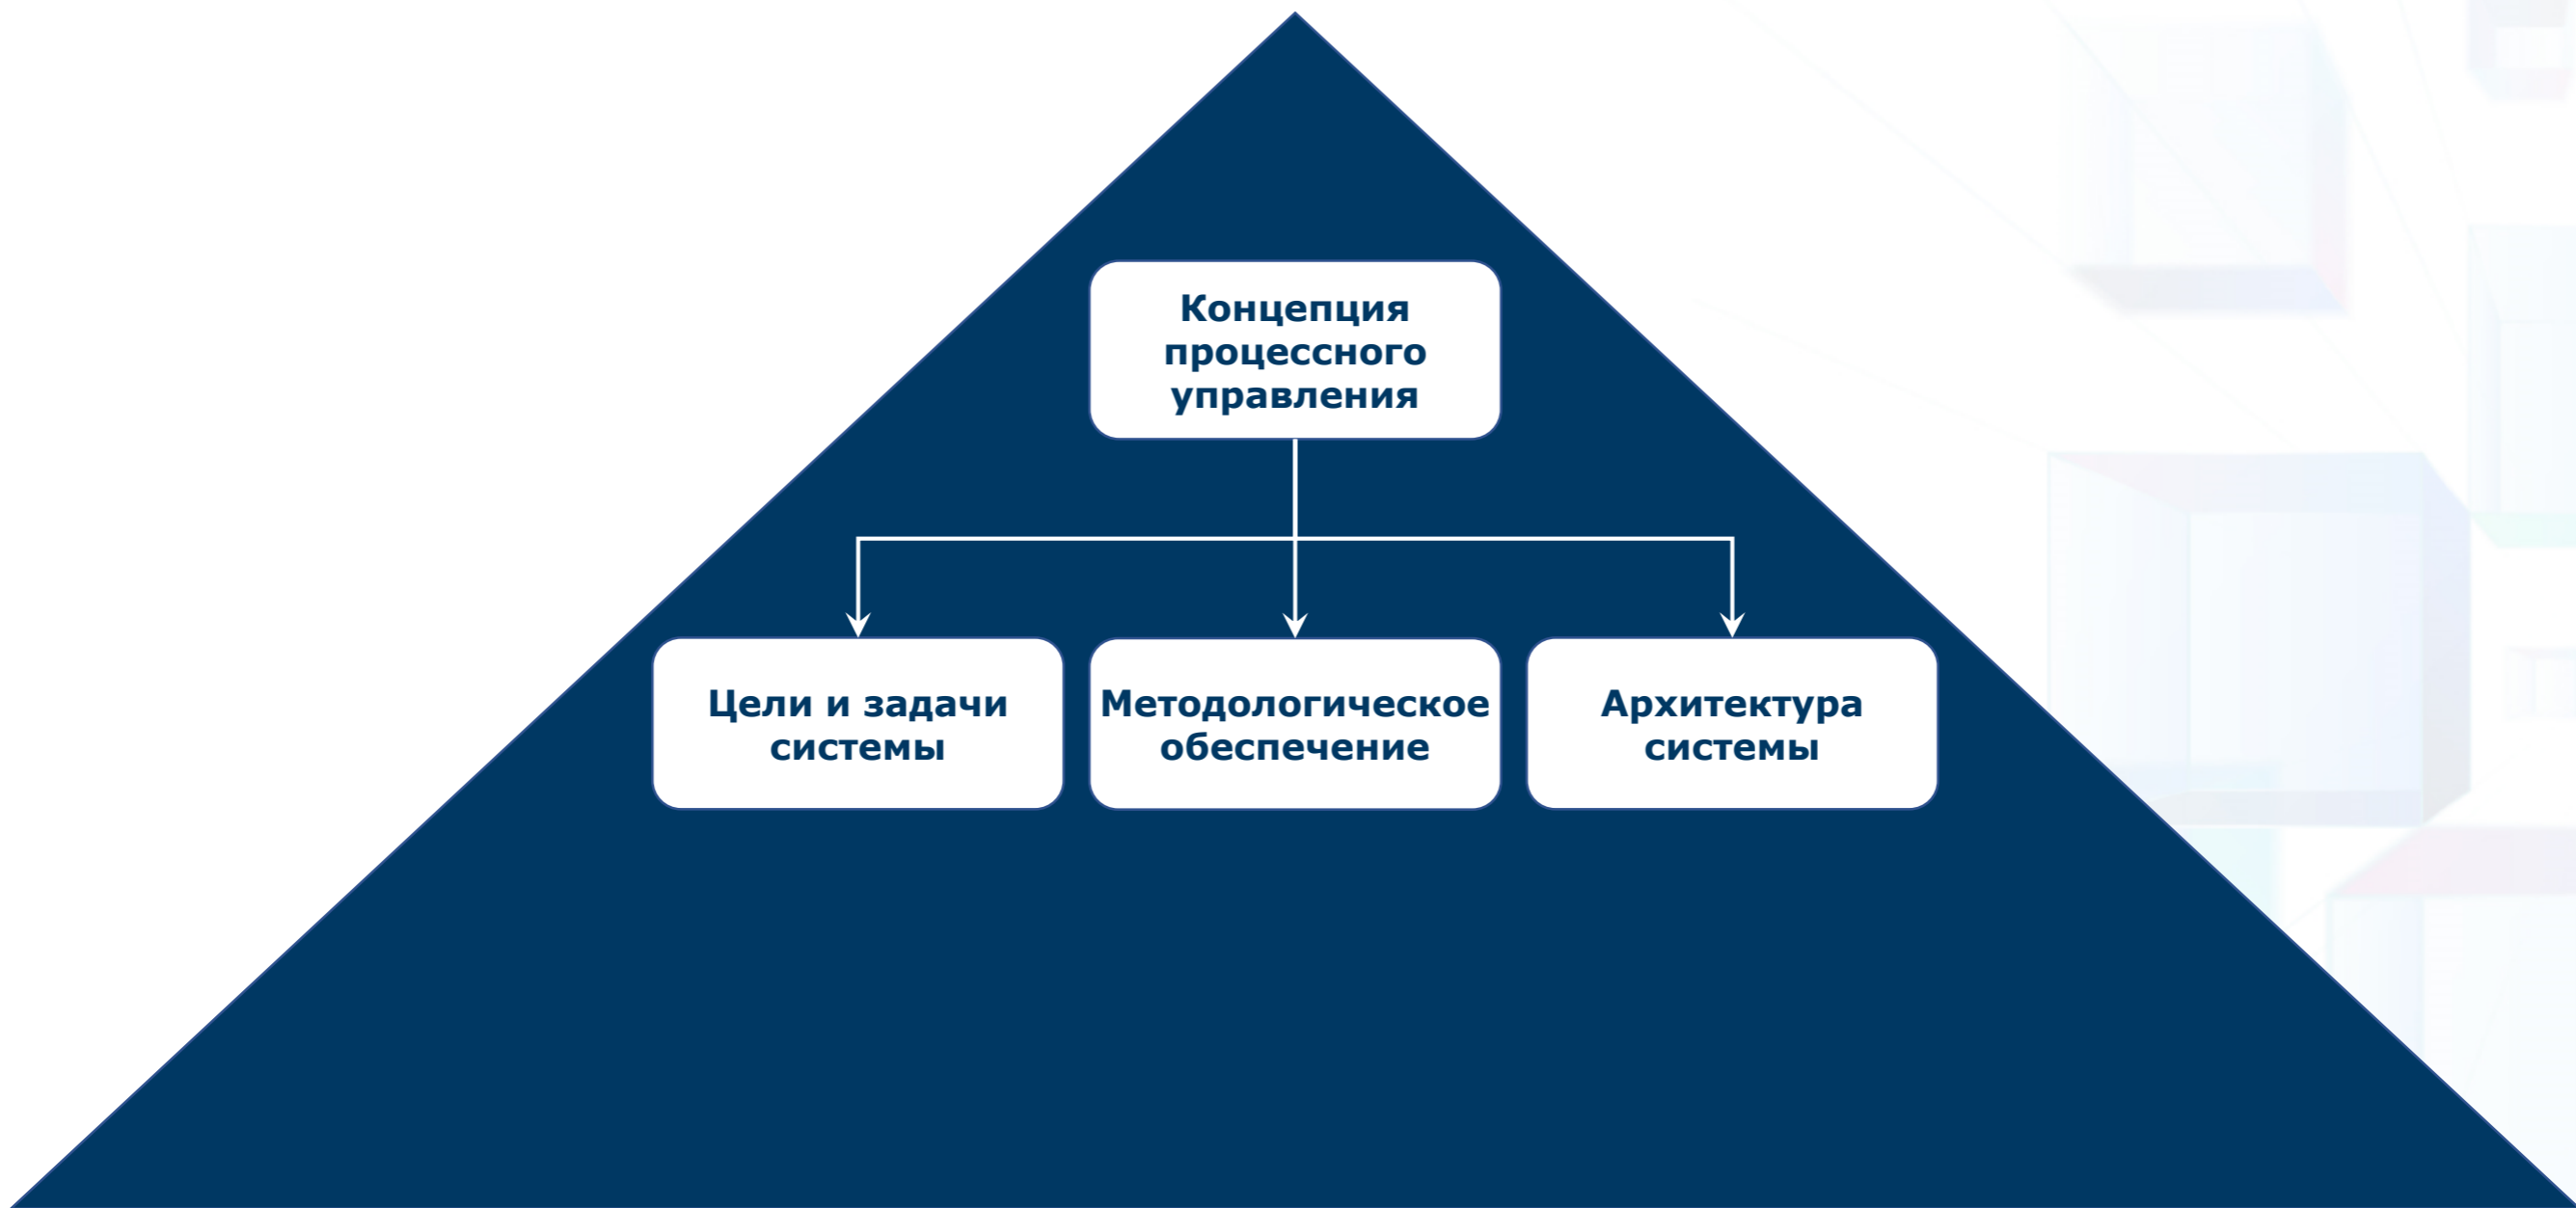 Концепция
процессного
управления
Цели и задачи
системы
Методологическое
обеспечение
Архитектура
системы